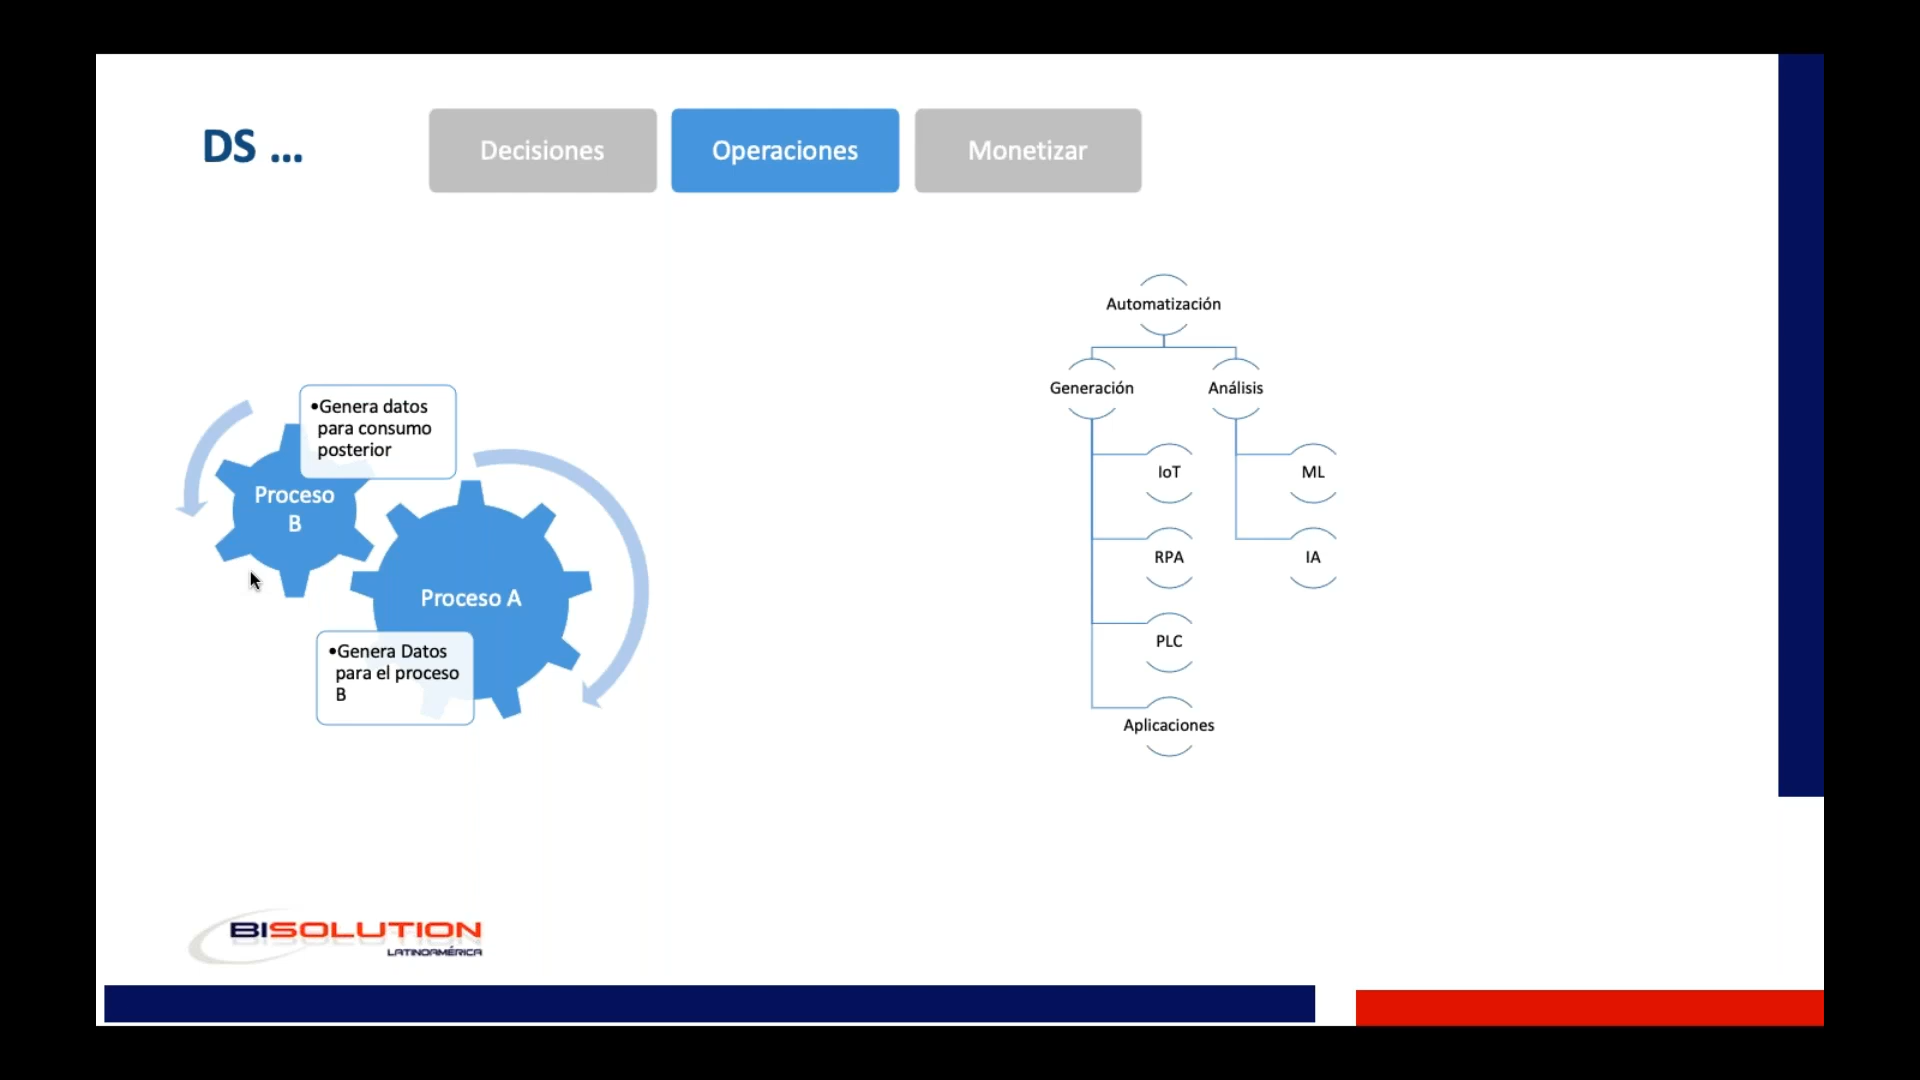 DS ...
Decisiones
Operaciones
Monetizar
•Genera datos
para consumo
posterior
Proceso
B
Proceso A
•Genera Datos
para el proceso
B
Automatización
Generación
Análisis
IoT
ML
RPA
IA
PLC
Aplicaciones
BISOLUTION
LATINOAMÉRICA